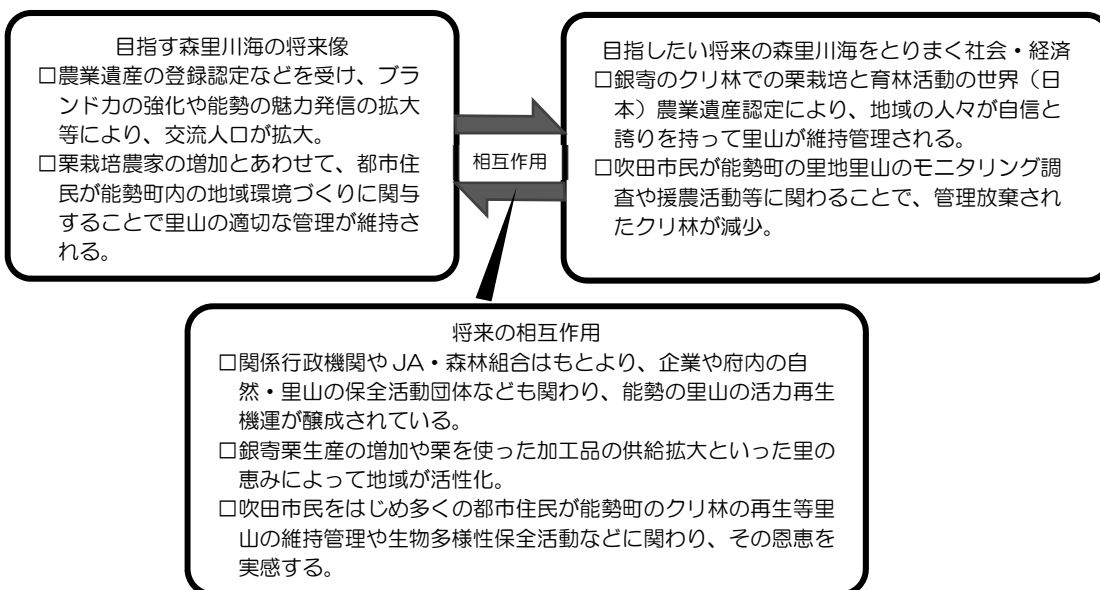 目指す森里川海の将来像
□農業遺産の登録認定などを受け、ブラ
ンド力の強化や能勢の魅力発信の拡大
等により、交流人口が拡大。
□栗栽培農家の増加とあわせて、都市住
民が能勢町内の地域環境づくりに関与
することで里山の適切な管理が維持さ
れる。
相互作用
目指したい将来の森里川海をとりまく社会・経済
□銀寄のクリ林での栗栽培と育林活動の世界（日
本）農業遺産認定により、地域の人々が自信と
誇りを持って里山が維持管理される。
□吹田市民が能勢町の里地里山のモニタリング調
査や援農活動等に関わることで、管理放棄され
たクリ林が減少。
将来の相互作用
□関係行政機関や JA・森林組合はもとより、企業や府内の自
然・里山の保全活動団体なども関わり、能勢の里山の活力再生
機運が醸成されている。
□銀寄栗生産の増加や栗を使った加工品の供給拡大といった里の
恵みによって地域が活性化。
□吹田市民をはじめ多くの都市住民が能勢町のクリ林の再生等里
山の維持管理や生物多様性保全活動などに関わり、その恩恵を
実感する。